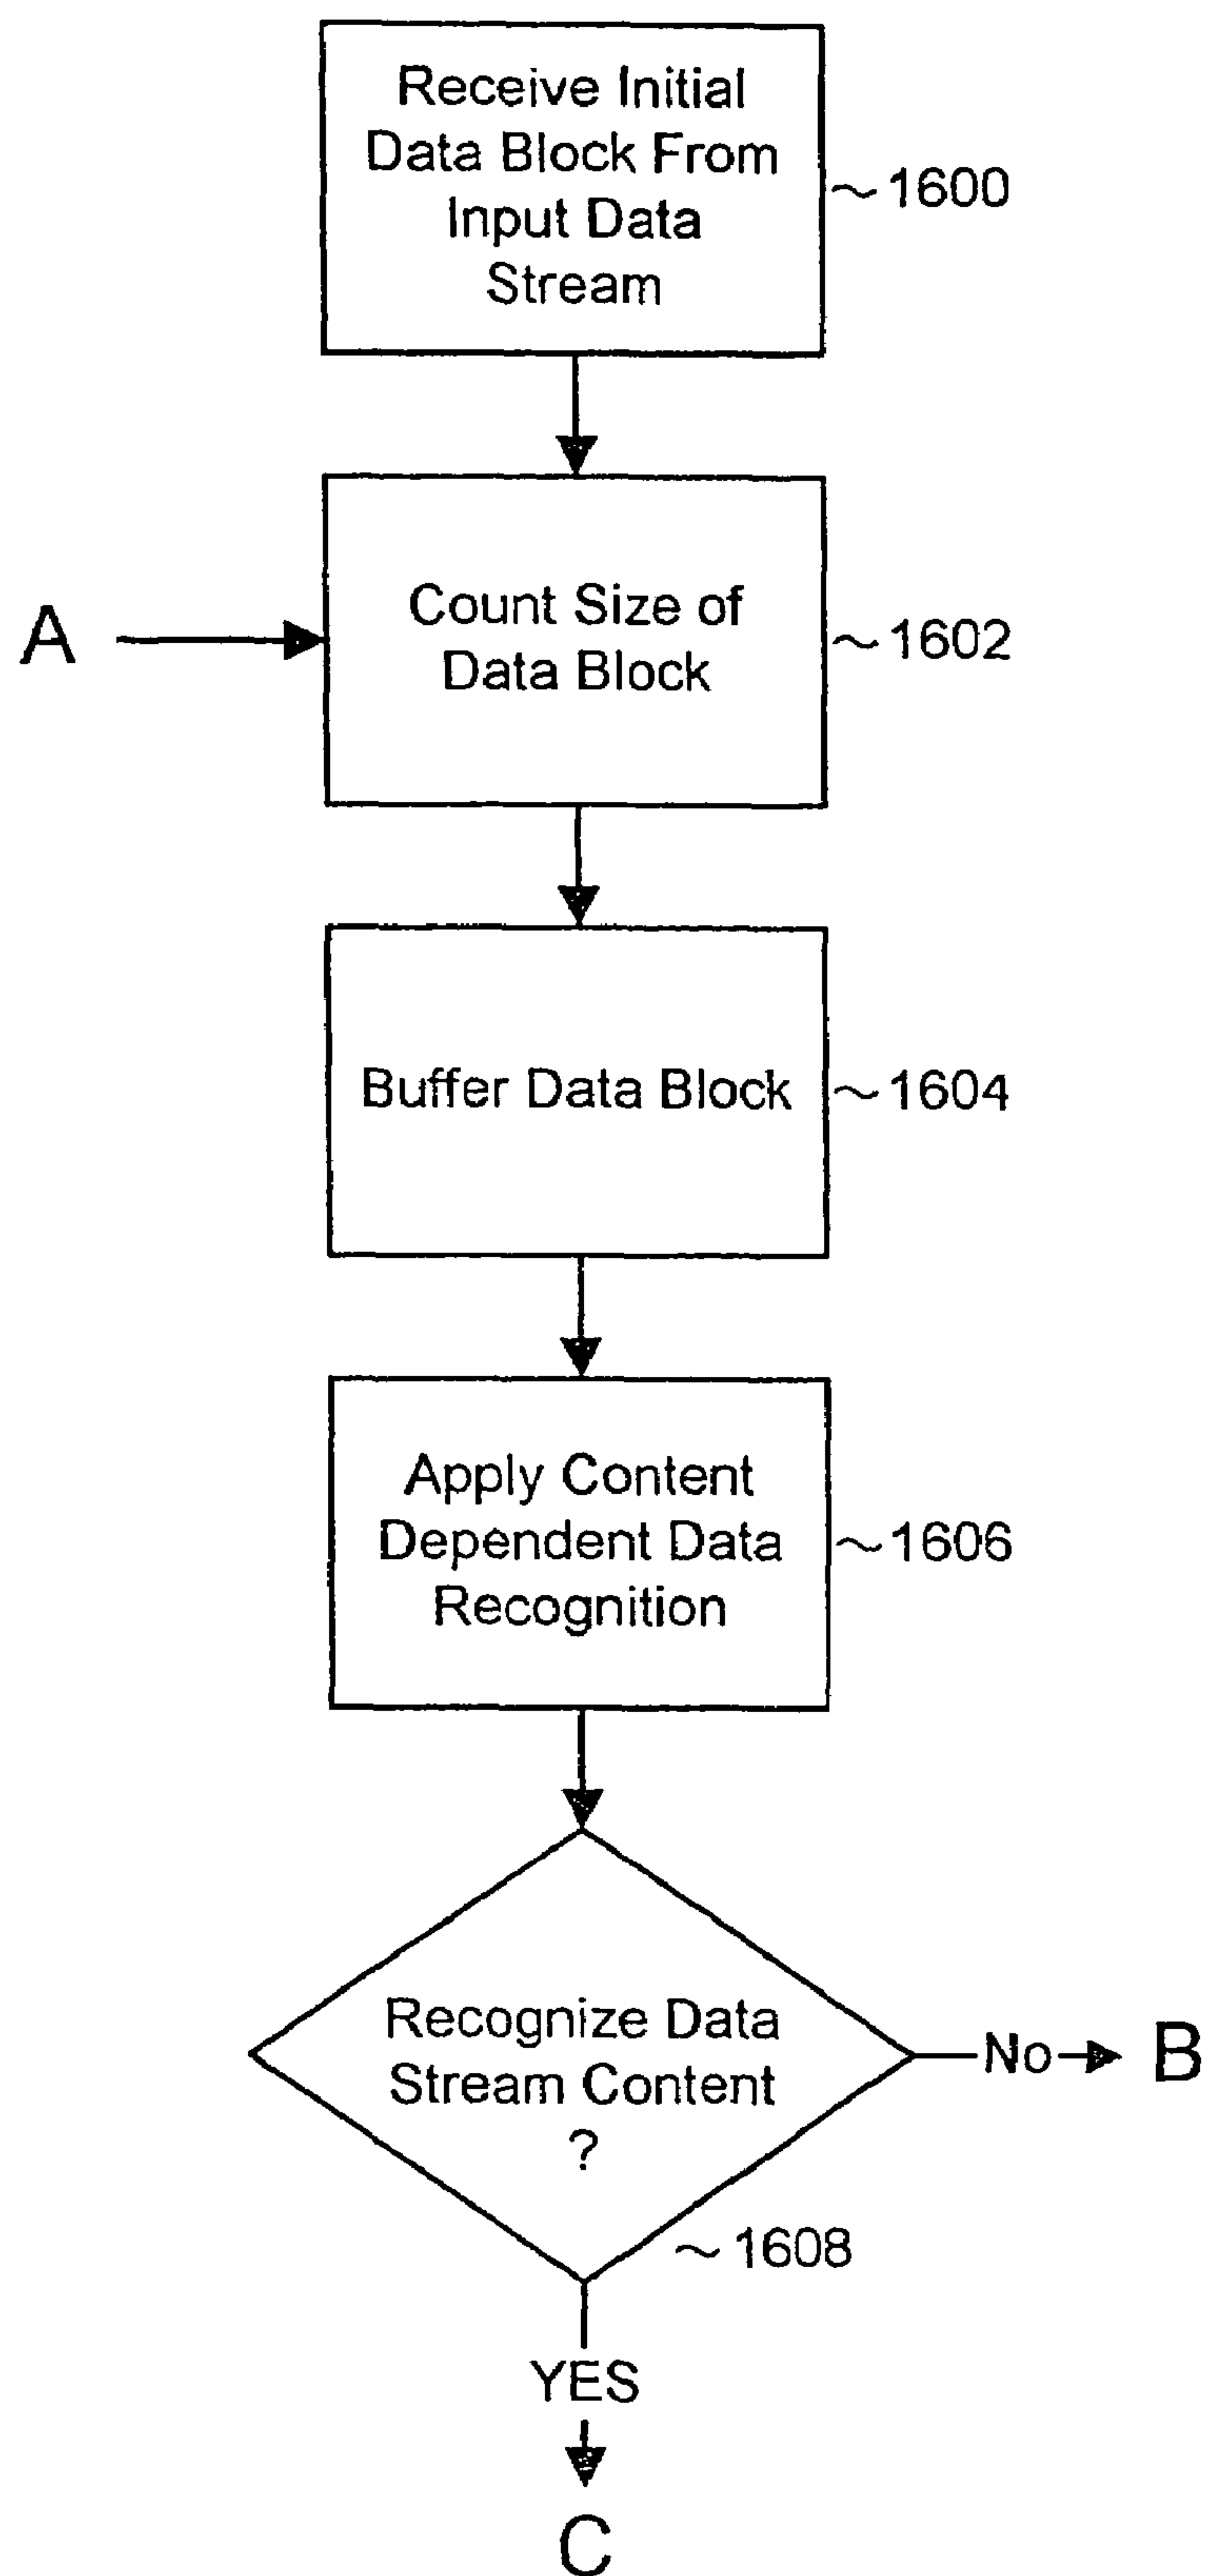 Receive Initial
Data Block From
Input Data
Stream
~1600
A
Count Size of
Data Block
~1602
Buffer Data Block
~1604
Apply Content
Dependent Data
Recognition
~1606
Recognize Data
Stream Content
?
No
B
~1608
YES
C